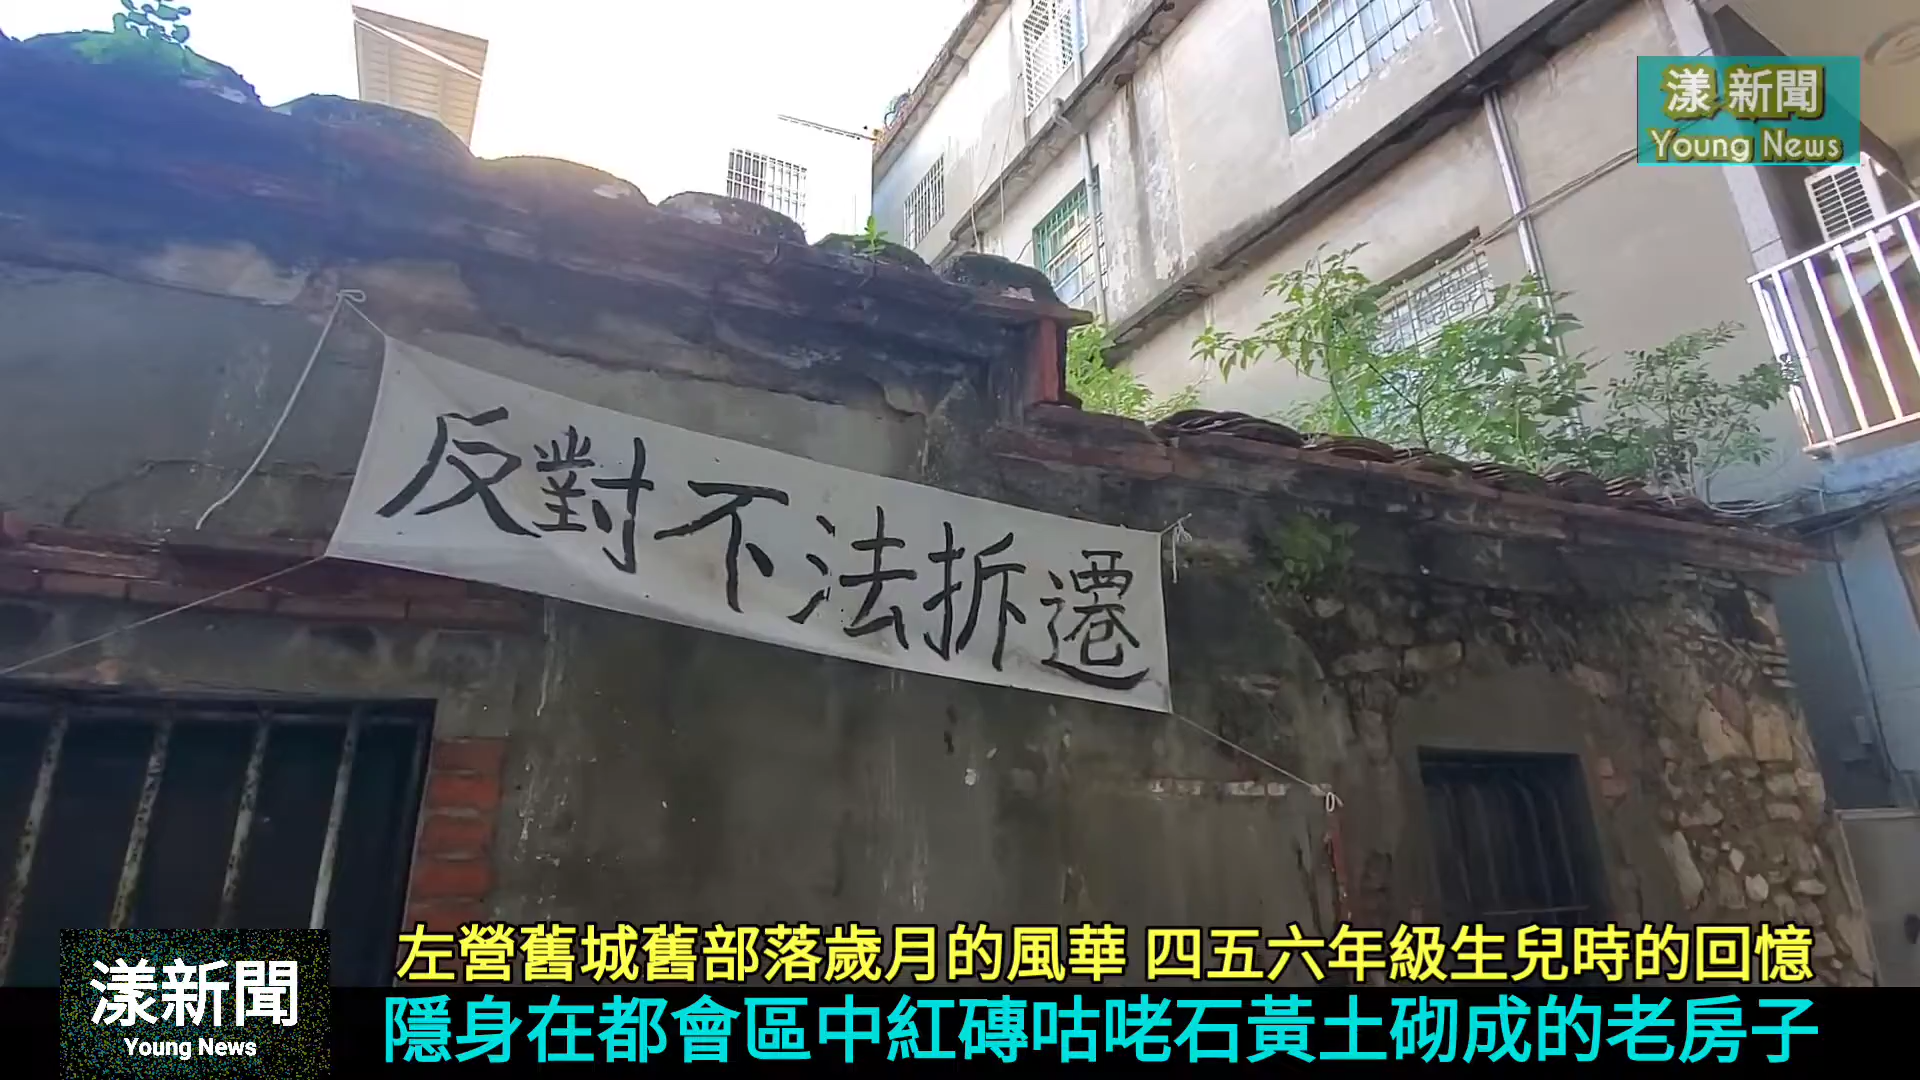 漾新聞
Young News
反對不法拆遷
左營舊城舊部落歲月的風華 四五六年級生兒時的回憶
漾新聞
Young News
隱身在都會區中紅磚咕咾石黃土砌成的老房子